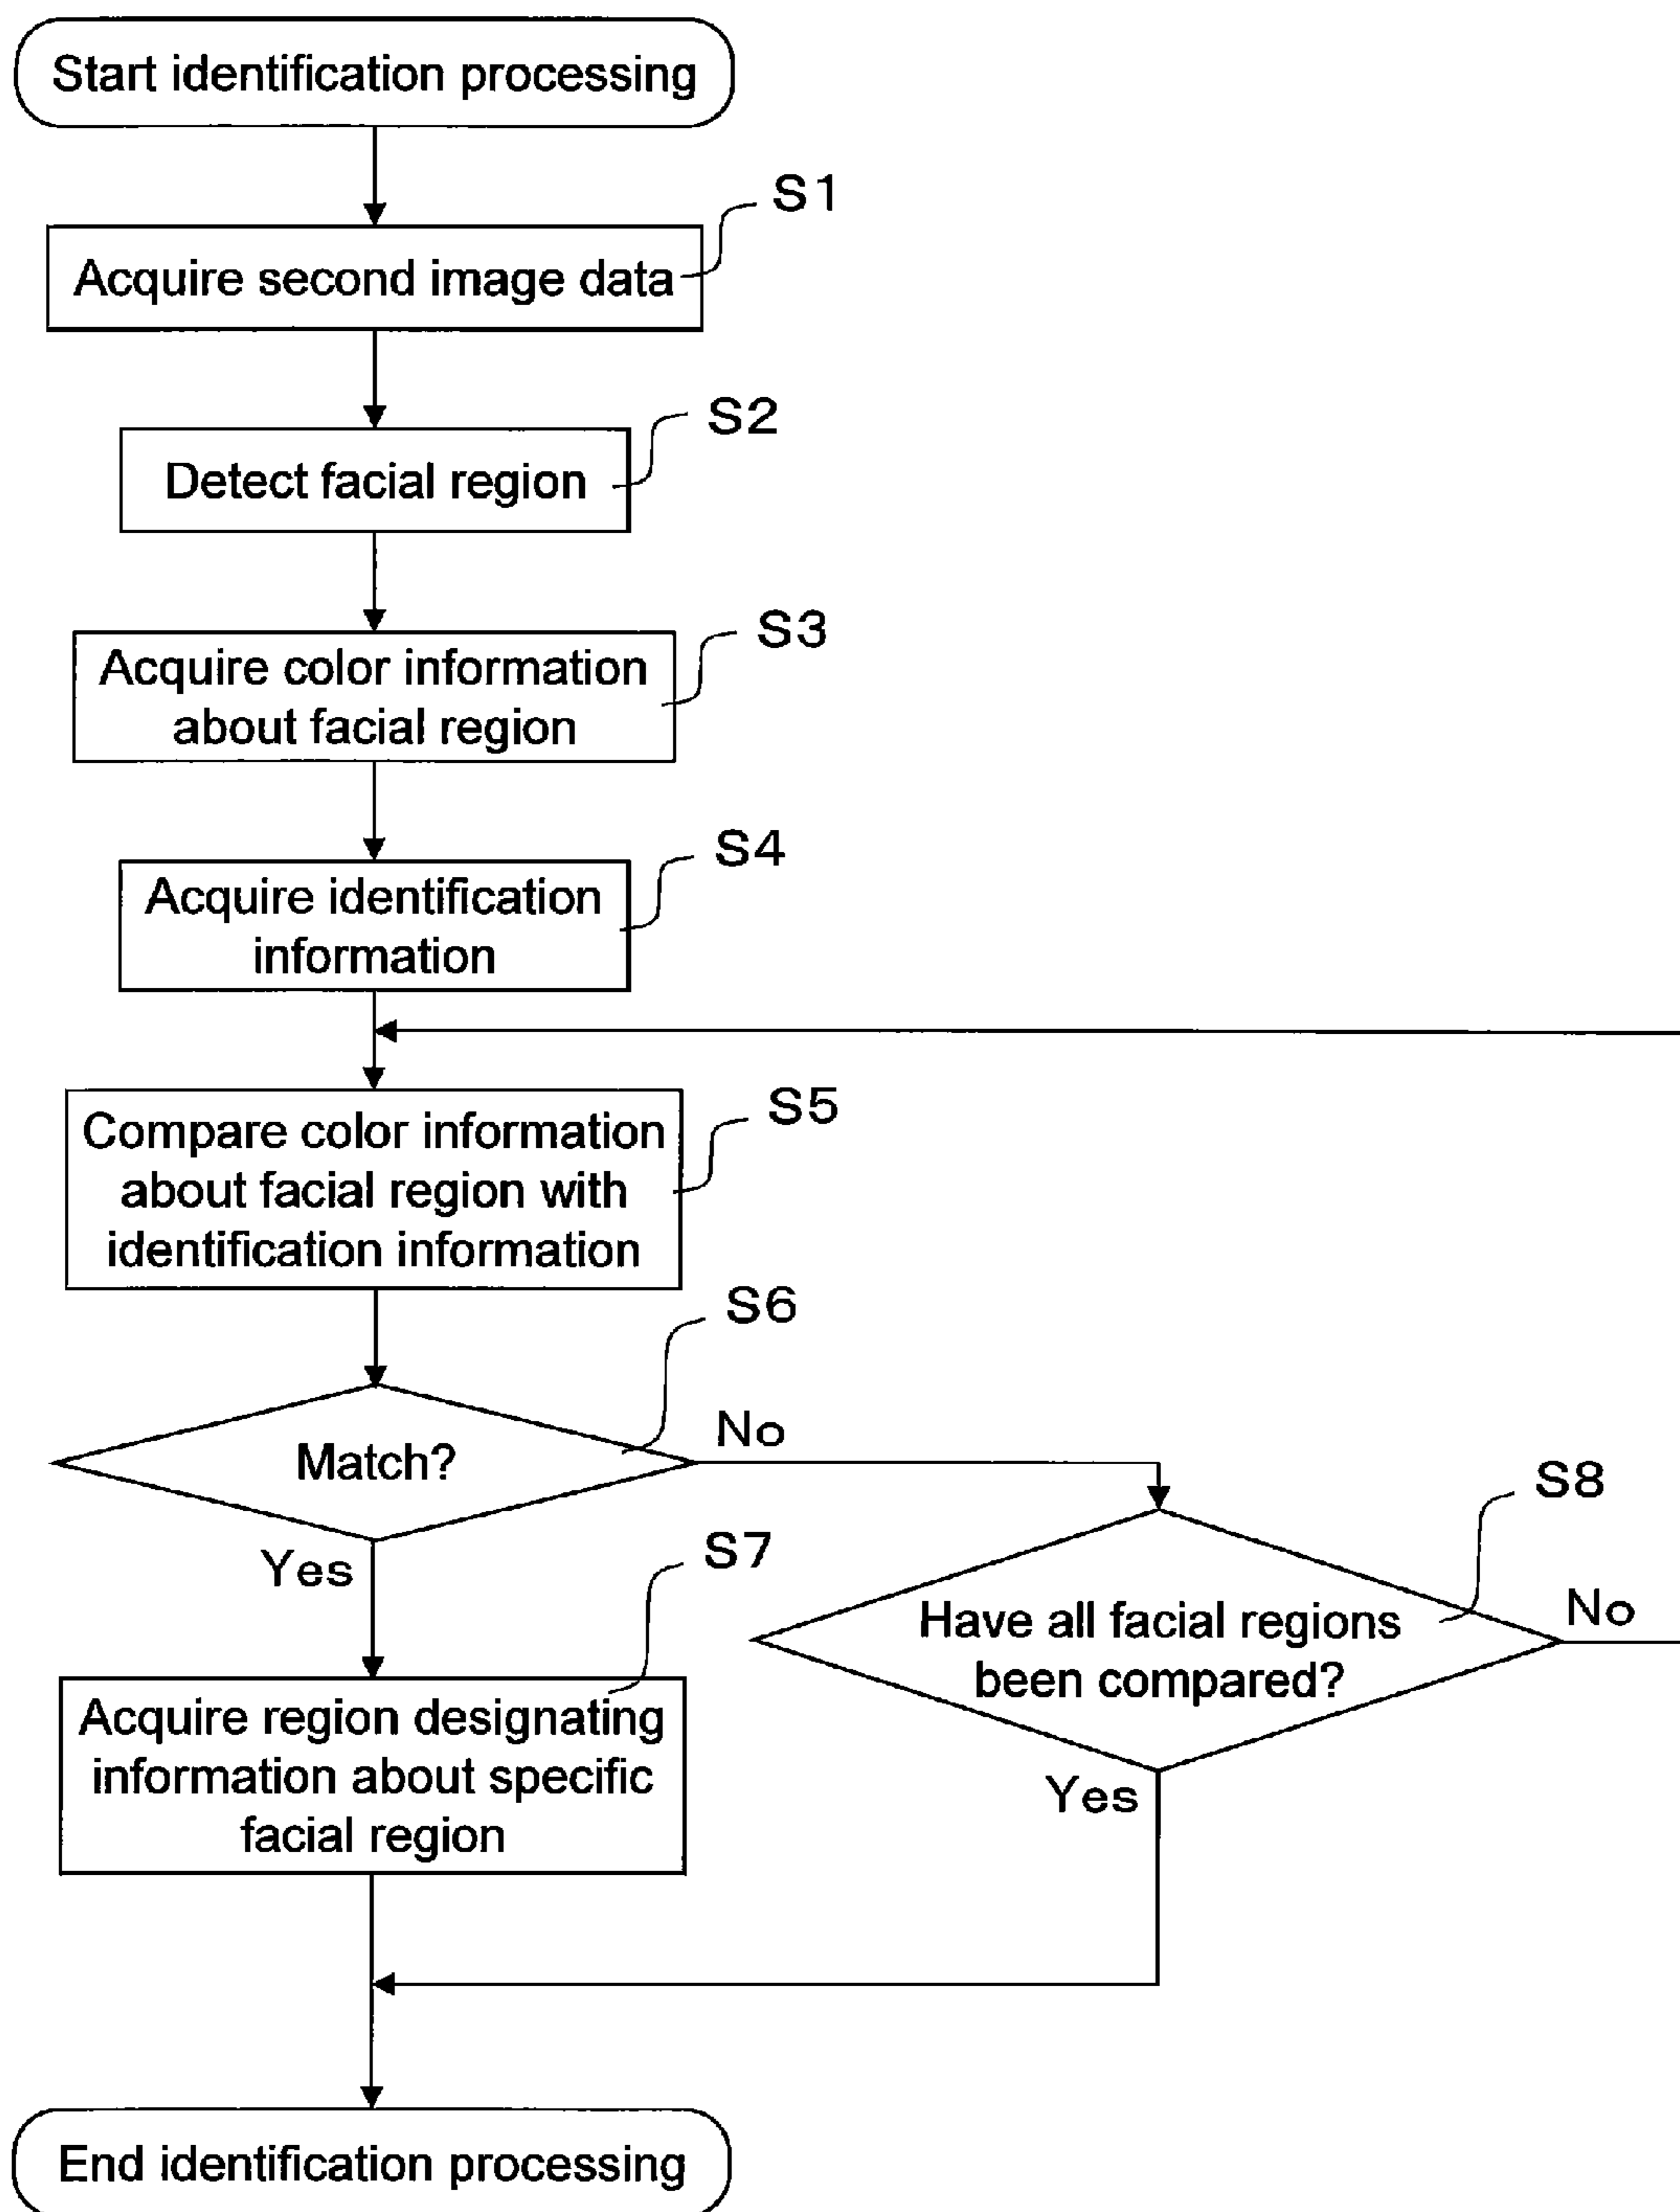 Start identification processing
S1
Acquire second image data
S2
Detect facial region
S3
Acquire color information
about facial region
S4
Acquire identification
information
S5
Compare color information
about facial region with
identification information
S6
Match?
No
Yes
S7
Acquire region designating
information about specific
facial region
S8
Have all facial regions
been compared?
No
Yes
End identification processing